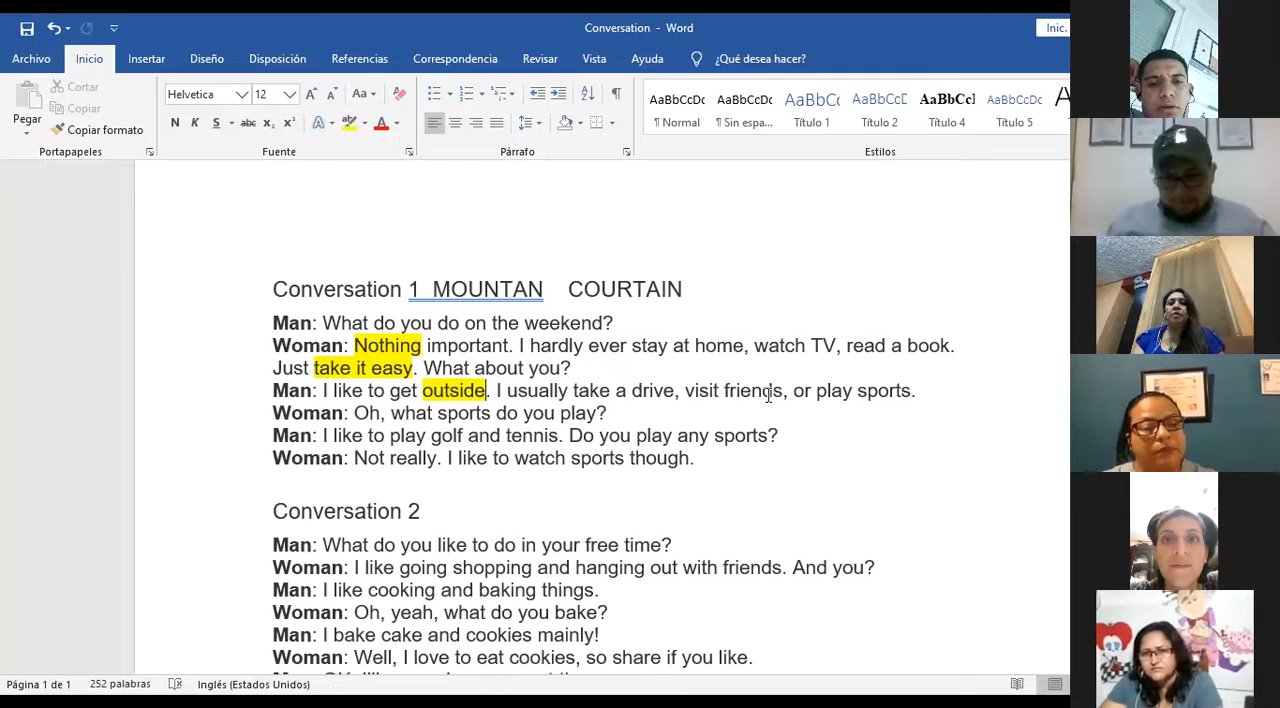 Conversation - Word
Inic.
Archivo Inicio Insertar Diseño Disposición Referencias Correspondencia Revisar Vista Ayuda ¿Qué desea hacer?
Pegar
Cortar
Copiar
Copiar formato
Portapapeles
Helvetica 12
Aa
N K S abc x₂ x² A A
Fuente
Párrafo
AaBbCcDc AaBbCcDc AaBbC( AaBbCcD AaBbCcI AaBbCcD
¶ Normal ¶ Sin espa... Título 1 Título 2 Título 4 Título 5
Estilos
Conversation 1 MOUNTAN COURTAIN
Man: What do you do on the weekend?
Woman: Nothing important. I hardly ever stay at home, watch TV, read a book.
Just take it easy. What about you?
Man: I like to get outside. I usually take a drive, visit friends, or play sports.
Woman: Oh, what sports do you play?
Man: I like to play golf and tennis. Do you play any sports?
Woman: Not really. I like to watch sports though.
Conversation 2
Man: What do you like to do in your free time?
Woman: I like going shopping and hanging out with friends. And you?
Man: I like cooking and baking things.
Woman: Oh, yeah, what do you bake?
Man: I bake cake and cookies mainly!
Woman: Well, I love to eat cookies, so share if you like.
Página 1 de 1 252 palabras Inglés (Estados Unidos)